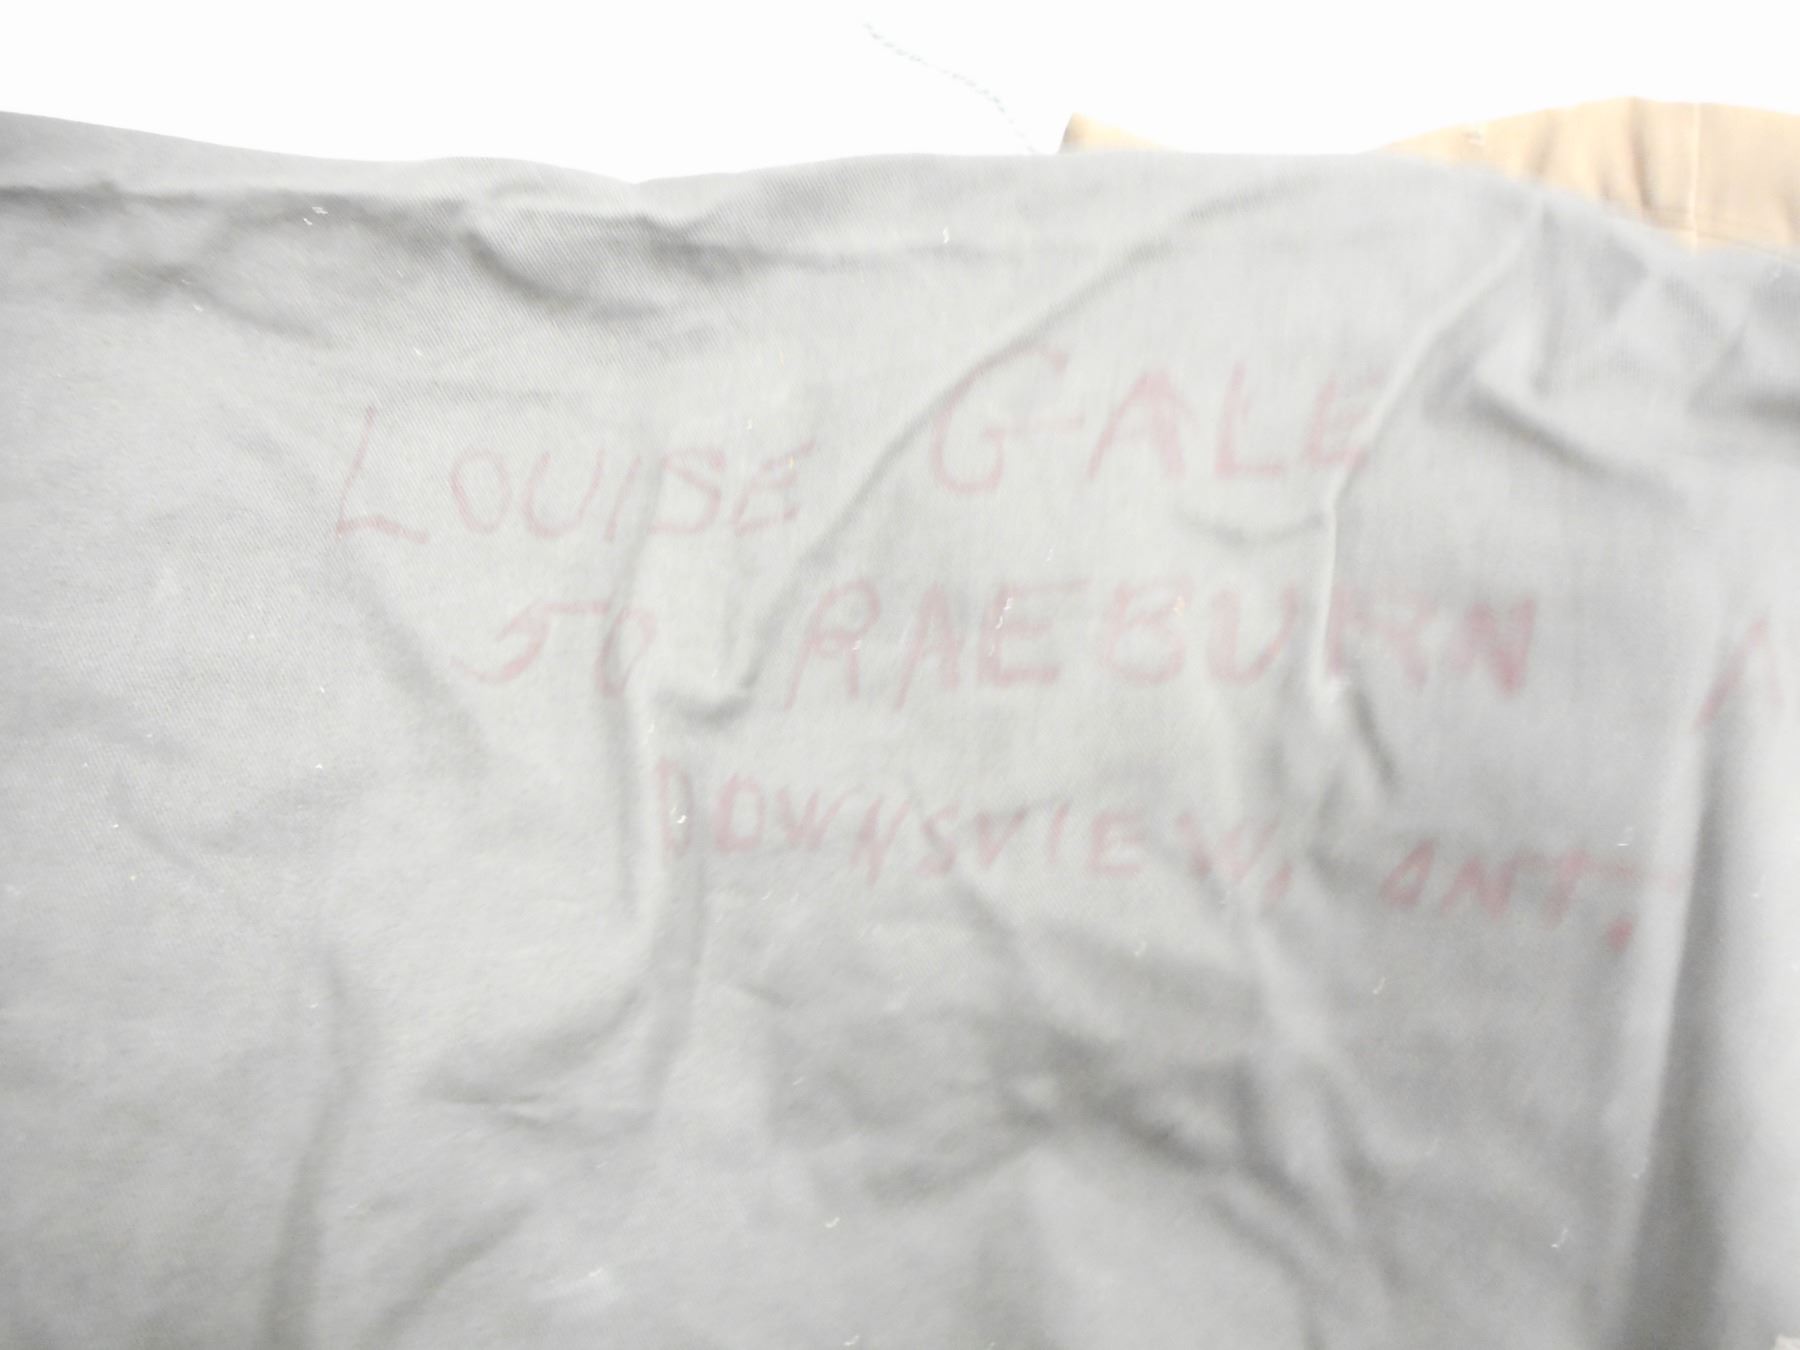 LOUISE GALE
50 RAEBURN A
DOWNSVIEW, ONT.